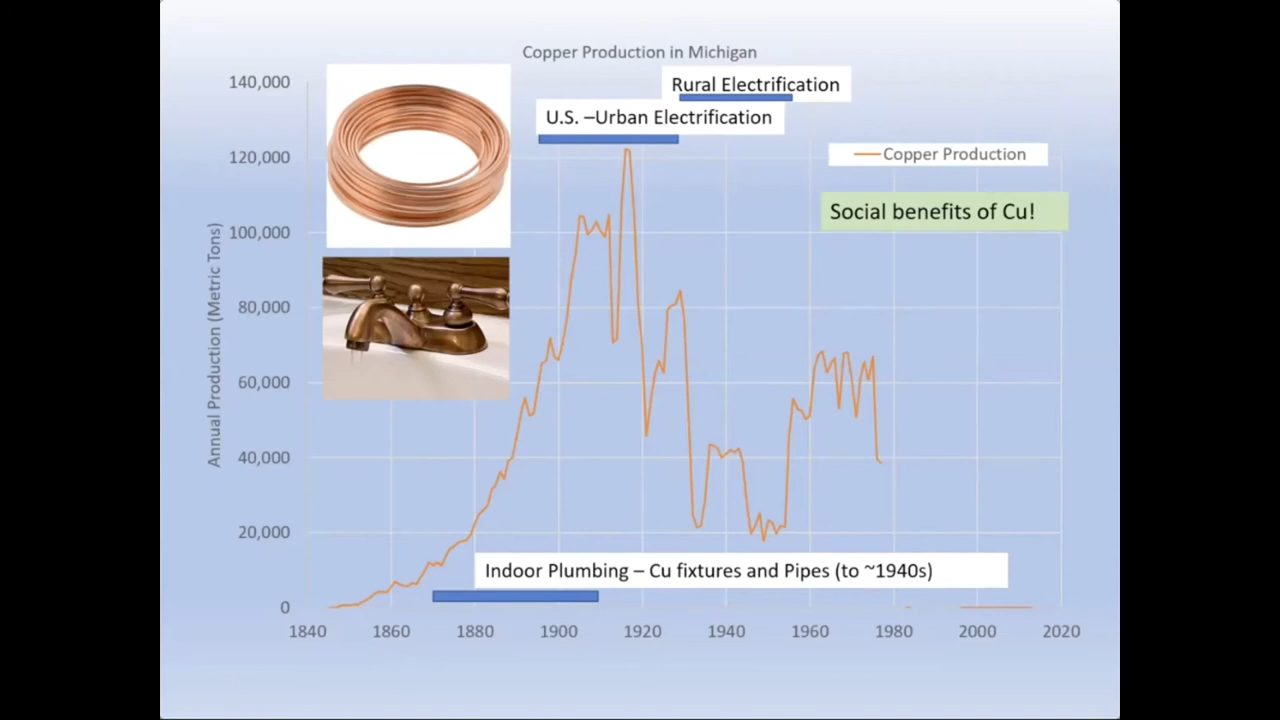 Copper Production in Michigan
140,000
120,000
100,000
80,000
60,000
40,000
20,000
0
Annual Production (Metric Tons)
Rural Electrification
U.S. –Urban Electrification
Copper Production
Social benefits of Cu!
Indoor Plumbing – Cu fixtures and Pipes (to ~1940s)
1840 1860 1880 1900 1920 1940 1960 1980 2000 2020